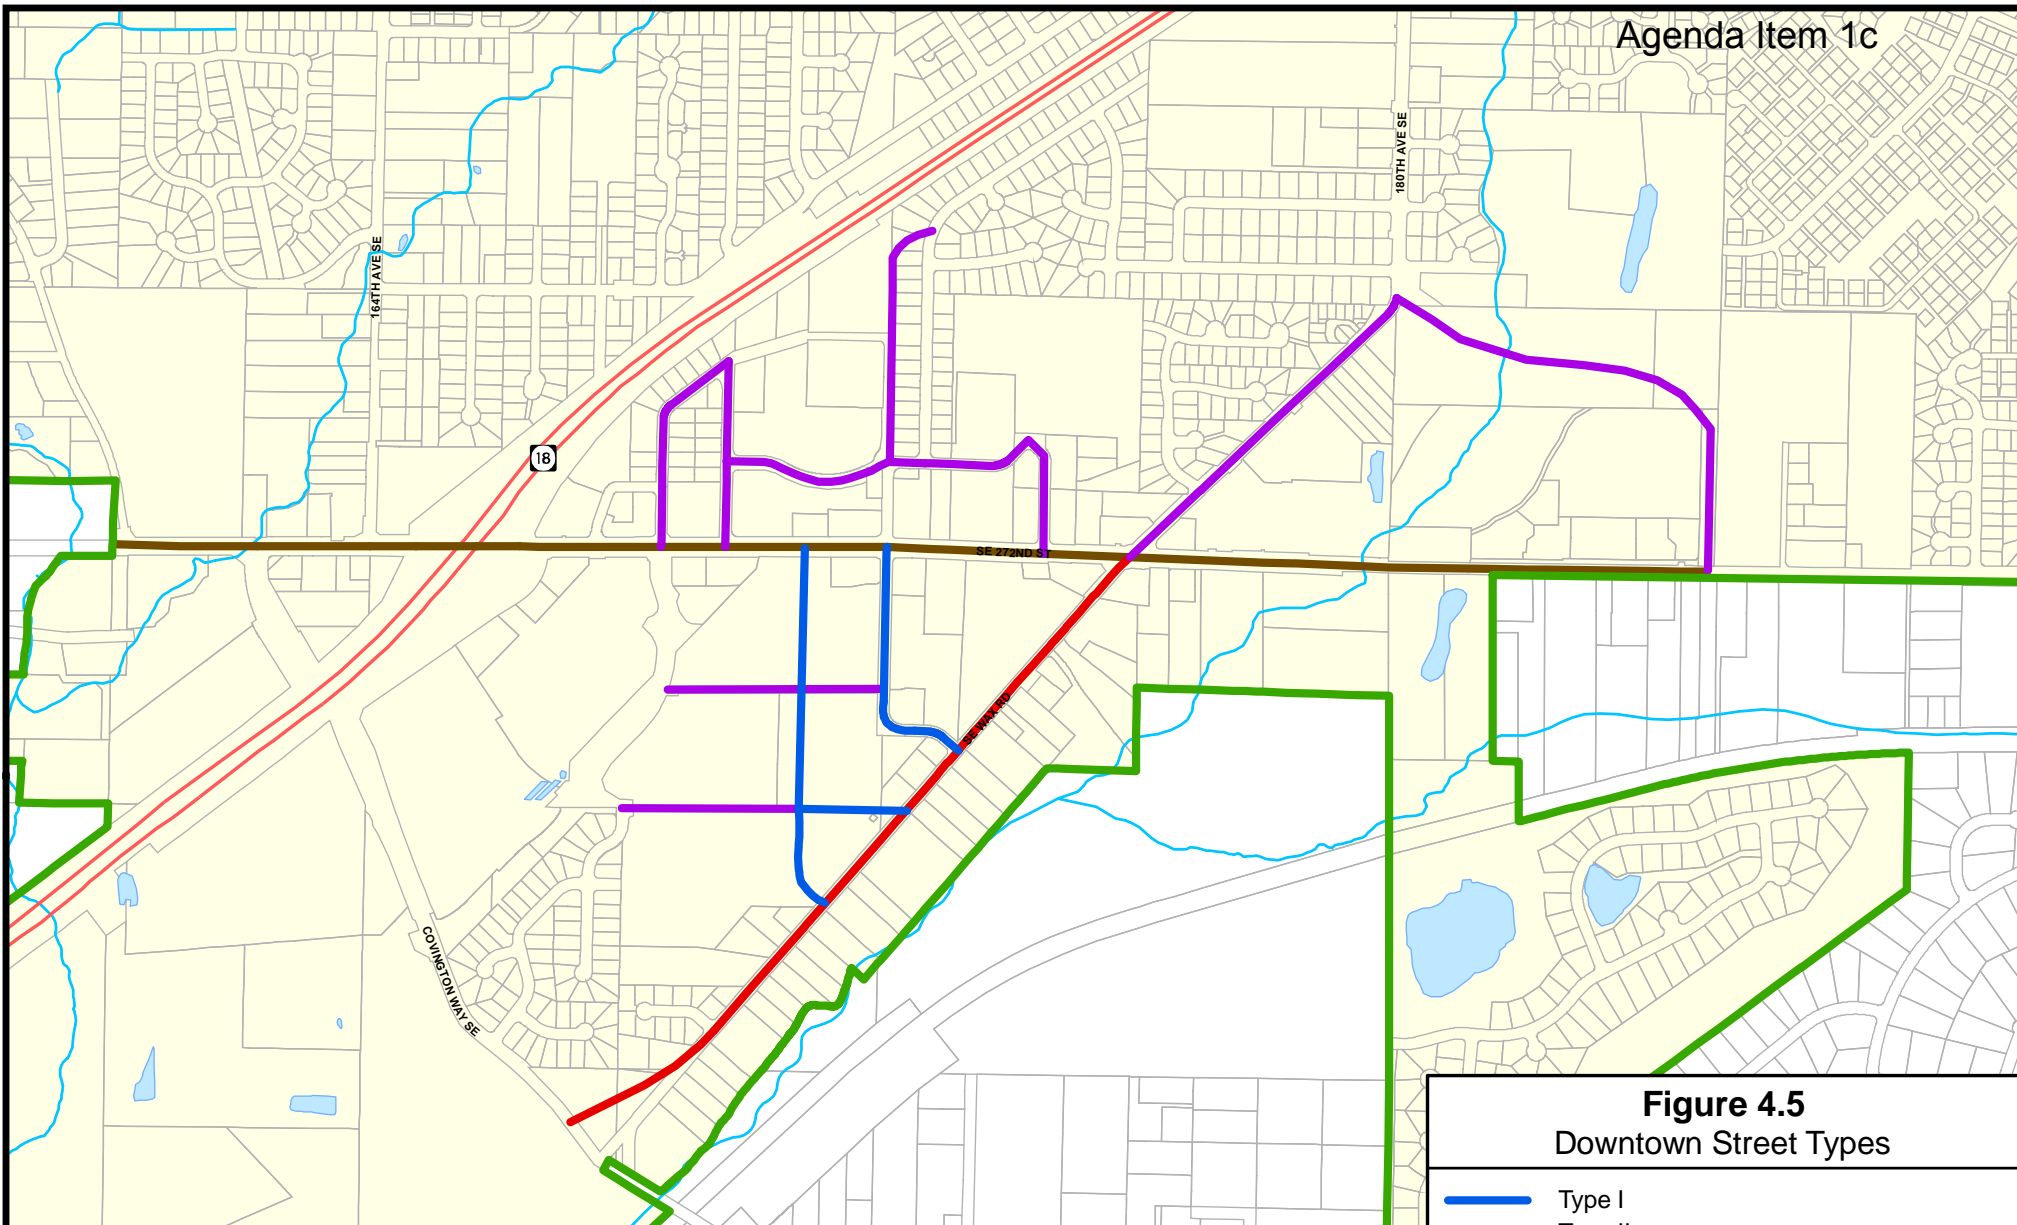 Agenda Item 1c
180TH AVE SE
164TH AVE SE
18
SE 272ND ST
SE WAX RD
COVINGTON WAY SE
Figure 4.5
Downtown Street Types
Type I